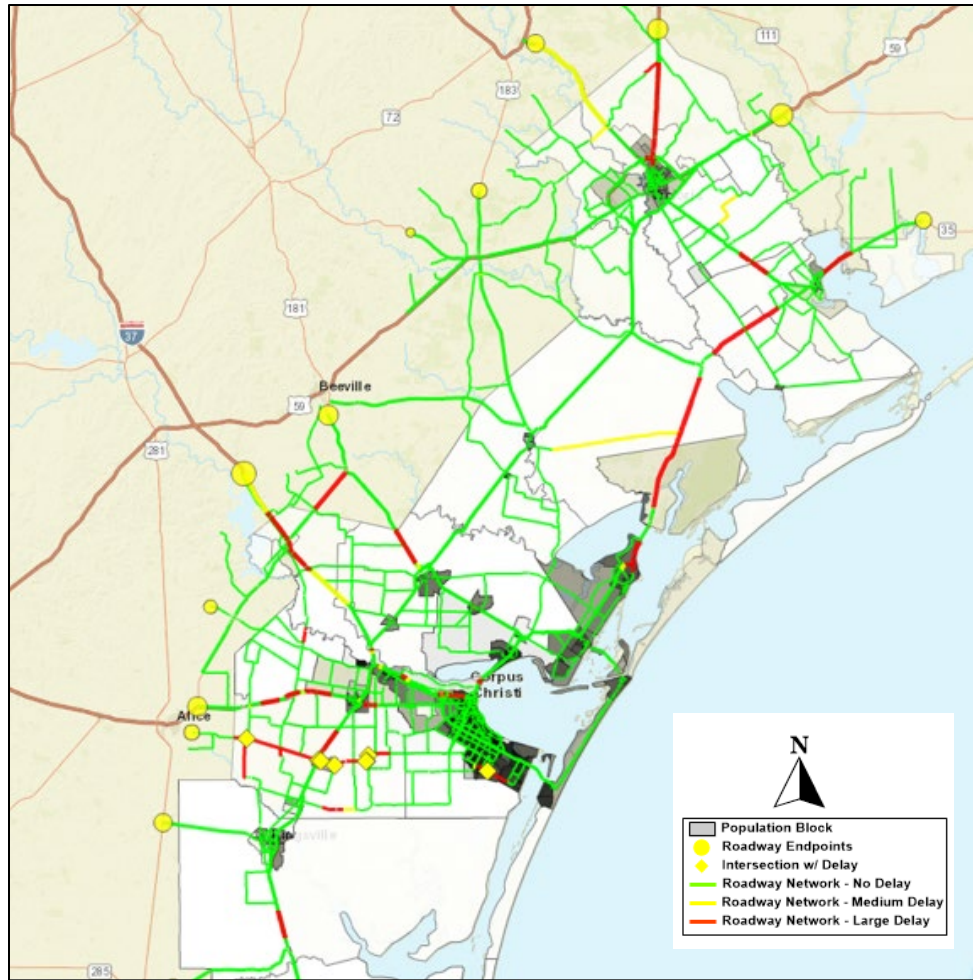 111
59
183
72
35
181
37
Beeville
59
281
Corpus
Christi
Alice
285
N
Population Block
Roadway Endpoints
Intersection w/ Delay
Roadway Network - No Delay
Roadway Network - Medium Delay
Roadway Network - Large Delay